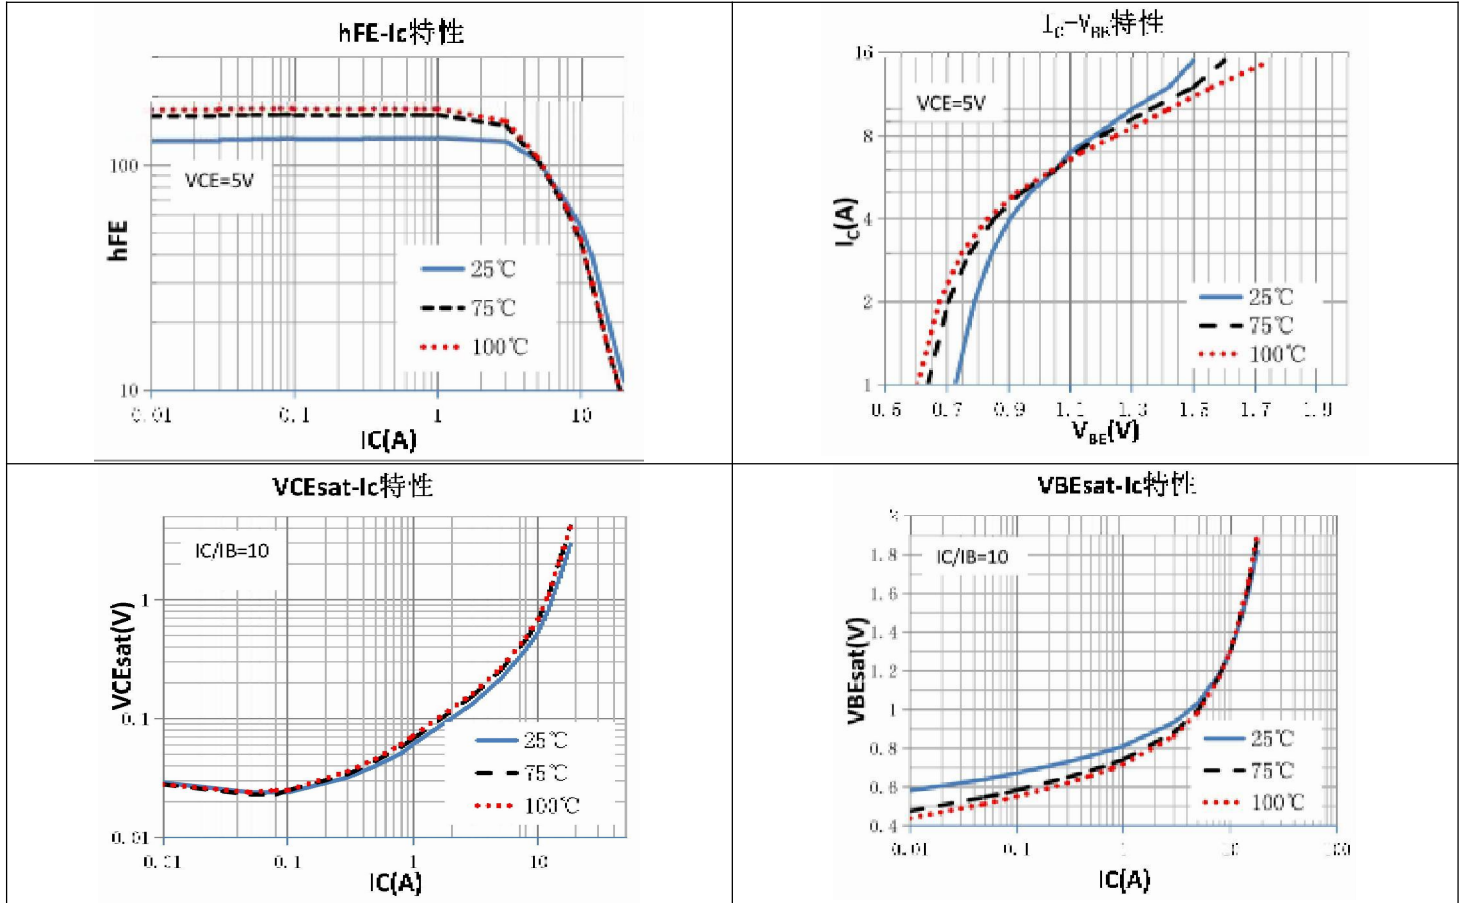 hFE-Ic特性
hFE
100
10
VCE=5V
25℃
75℃
100℃
0.01 0.1 1 10
IC(A)
I_C-V_BE特性
I_C(A)
16
8
4
2
1
VCE=5V
25℃
75℃
100℃
0.5 0.7 0.9 1.1 1.3 1.5 1.7 1.9
V_BE(V)
VCEsat-Ic特性
VCEsat(V)
1
0.1
0.01
IC/IB=10
25℃
75℃
100℃
0.01 0.1 1 10
IC(A)
VBEsat-Ic特性
VBEsat(V)
2
1.8
1.6
1.4
1.2
1
0.8
0.6
0.4
IC/IB=10
25℃
75℃
100℃
0.01 0.1 1 10 100
IC(A)